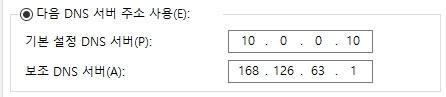 다음 DNS 서버 주소 사용(E):
기본 설정 DNS 서버(P): 10 . 0 . 0 . 10
보조 DNS 서버(A): 168 . 126 . 63 . 1